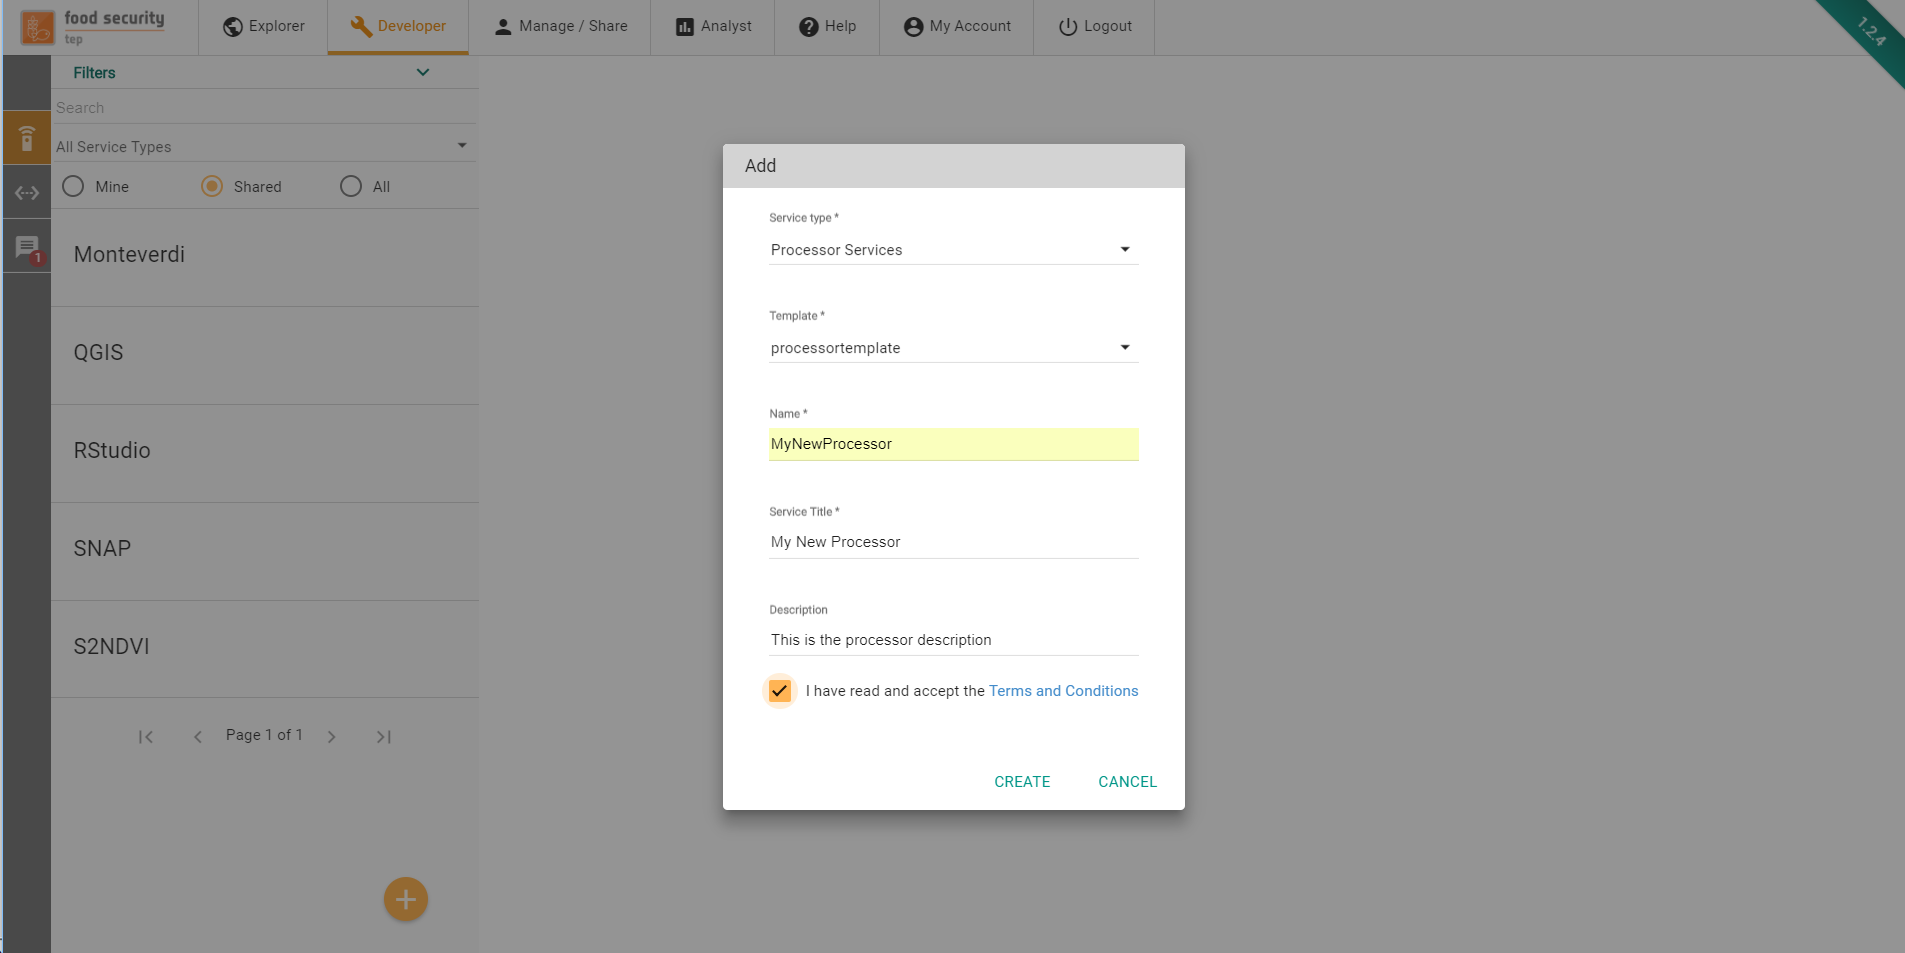 food security
tep
Explorer
Developer
Manage / Share
Analyst
Help
My Account
Logout
1.2.4
Filters
Search
All Service Types
Mine
Shared
All
1
Monteverdi
QGIS
RStudio
SNAP
S2NDVI
Page 1 of 1
Add
Service type *
Processor Services
Template *
processortemplate
Name *
MyNewProcessor
Service Title *
My New Processor
Description
This is the processor description
I have read and accept the Terms and Conditions
CREATE
CANCEL